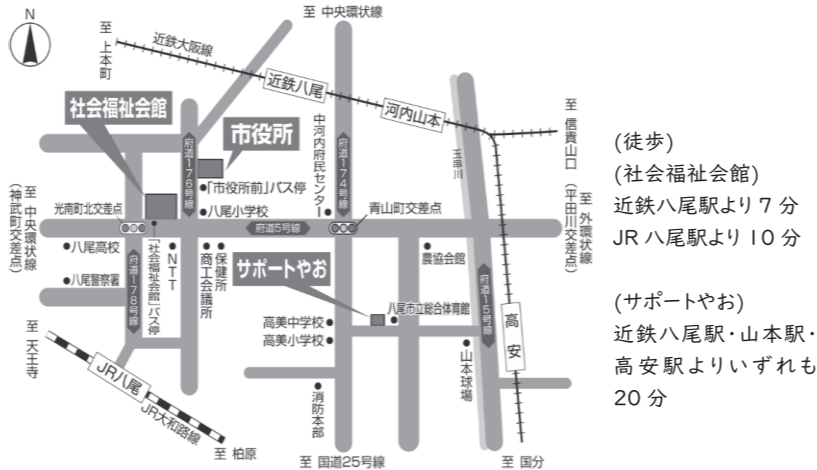 N
至 中央環状線
至 上本町
近鉄大阪線
近鉄八尾
河内山本
至 信貴山口
社会福祉会館
市役所
府道176号線
中河内府民センター
府道174号線
玉串川
「市役所前」バス停
八尾小学校
光南町北交差点
府道5号線
青山町交差点
至 中央環状線
(神武町交差点)
至 外環状線
(平田川交差点)
八尾高校
八尾警察署
府道178号線
「社会福祉会館」バス停
NTT
商工会議所
保健所
サポートやお
農協会館
八尾市立総合体育館
府道15号線
高美中学校
高美小学校
高安
山本球場
至 天王寺
JR八尾
JR大和路線
至 柏原
消防本部
至 国道25号線
至 国分
(徒歩)
(社会福祉会館)
近鉄八尾駅より7分
JR八尾駅より10分
(サポートやお)
近鉄八尾駅・山本駅・
高安駅よりいずれも
20分